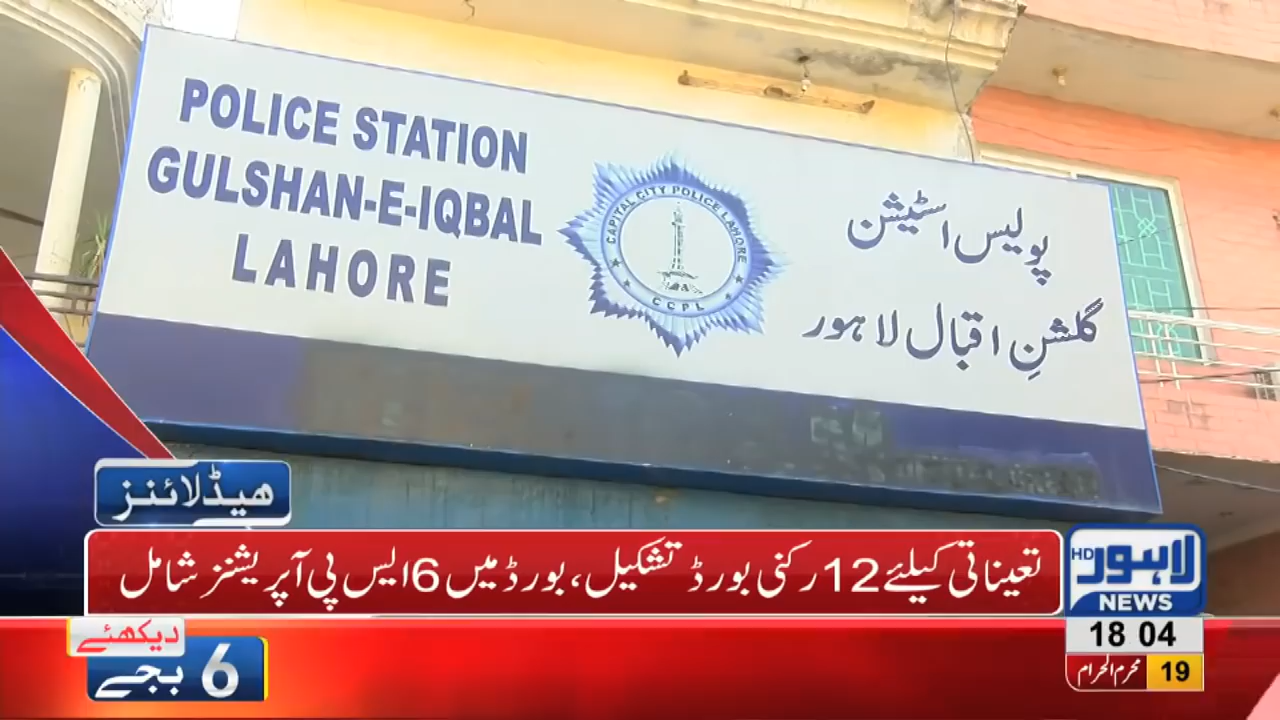 POLICE STATION
GULSHAN-E-IQBAL
LAHORE
CAPITAL CITY POLICE LAHORE
CCPL
پولیس اسٹیشن
گلشنِ اقبال لاہور
ھیڈلائنز
تعیناتی کیلئے 12 رکنی بورڈ تشکیل، بورڈ میں 6 ایس پی آپریشنز شامل
لاہور HD
NEWS
18 04
19 محرم الحرام
دیکھئے
6 بجے